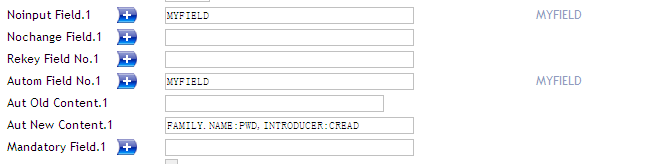 Noinput Field.1 MYFIELD MYFIELD
Nochange Field.1
Rekey Field No.1
Autom Field No.1 MYFIELD MYFIELD
Aut Old Content.1
Aut New Content.1 FAMILY.NAME:PWD,INTRODUCER:CREAD
Mandatory Field.1